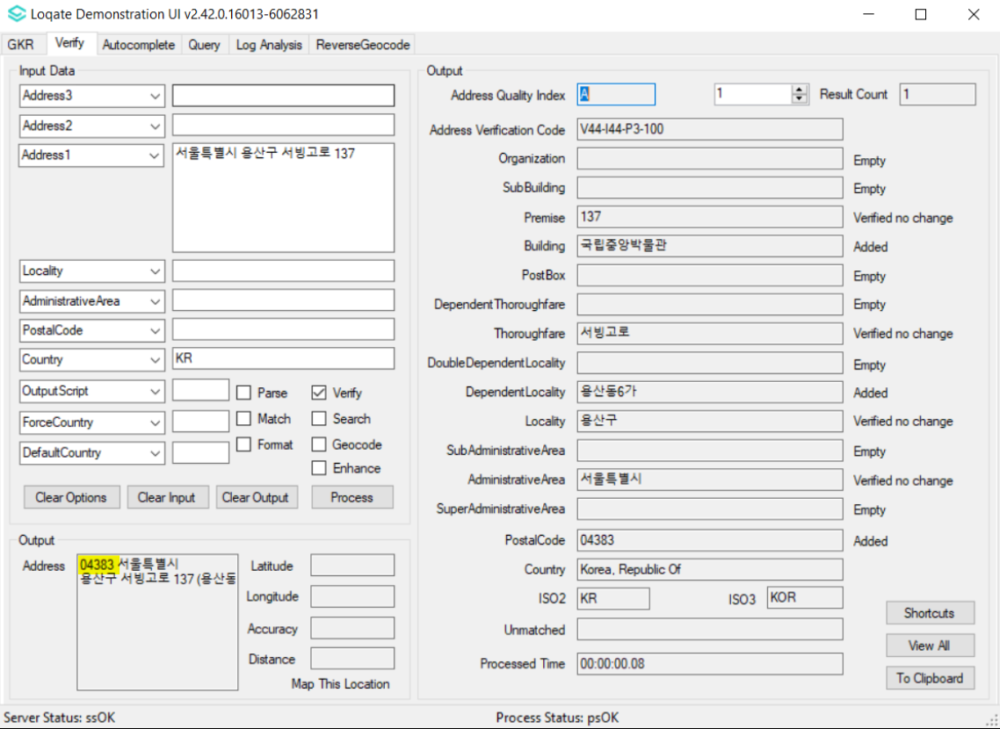 Loqate Demonstration UI v2.42.0.16013-6062831
GKR Verify Autocomplete Query Log Analysis ReverseGeocode
Input Data
Address3
Address2
Address1 서울특별시 용산구 서빙고로 137
Locality
AdministrativeArea
PostalCode
Country KR
OutputScript Parse Verify
ForceCountry Match Search
DefaultCountry Format Geocode
Enhance
Clear Options Clear Input Clear Output Process
Output
Address 04383 서울특별시
용산구 서빙고로 137 (용산동
Latitude
Longitude
Accuracy
Distance
Map This Location
Output
Address Quality Index A 1 Result Count 1
Address Verification Code V44-I44-P3-100
Organization Empty
SubBuilding Empty
Premise 137 Verified no change
Building 국립중앙박물관 Added
PostBox Empty
DependentThoroughfare Empty
Thoroughfare 서빙고로 Verified no change
DoubleDependentLocality Empty
DependentLocality 용산동6가 Added
Locality 용산구 Verified no change
SubAdministrativeArea Empty
AdministrativeArea 서울특별시 Verified no change
SuperAdministrativeArea Empty
PostalCode 04383 Added
Country Korea, Republic Of
ISO2 KR ISO3 KOR
Unmatched
Processed Time 00:00:00.08
Shortcuts
View All
To Clipboard
Server Status: ssOK Process Status: psOK